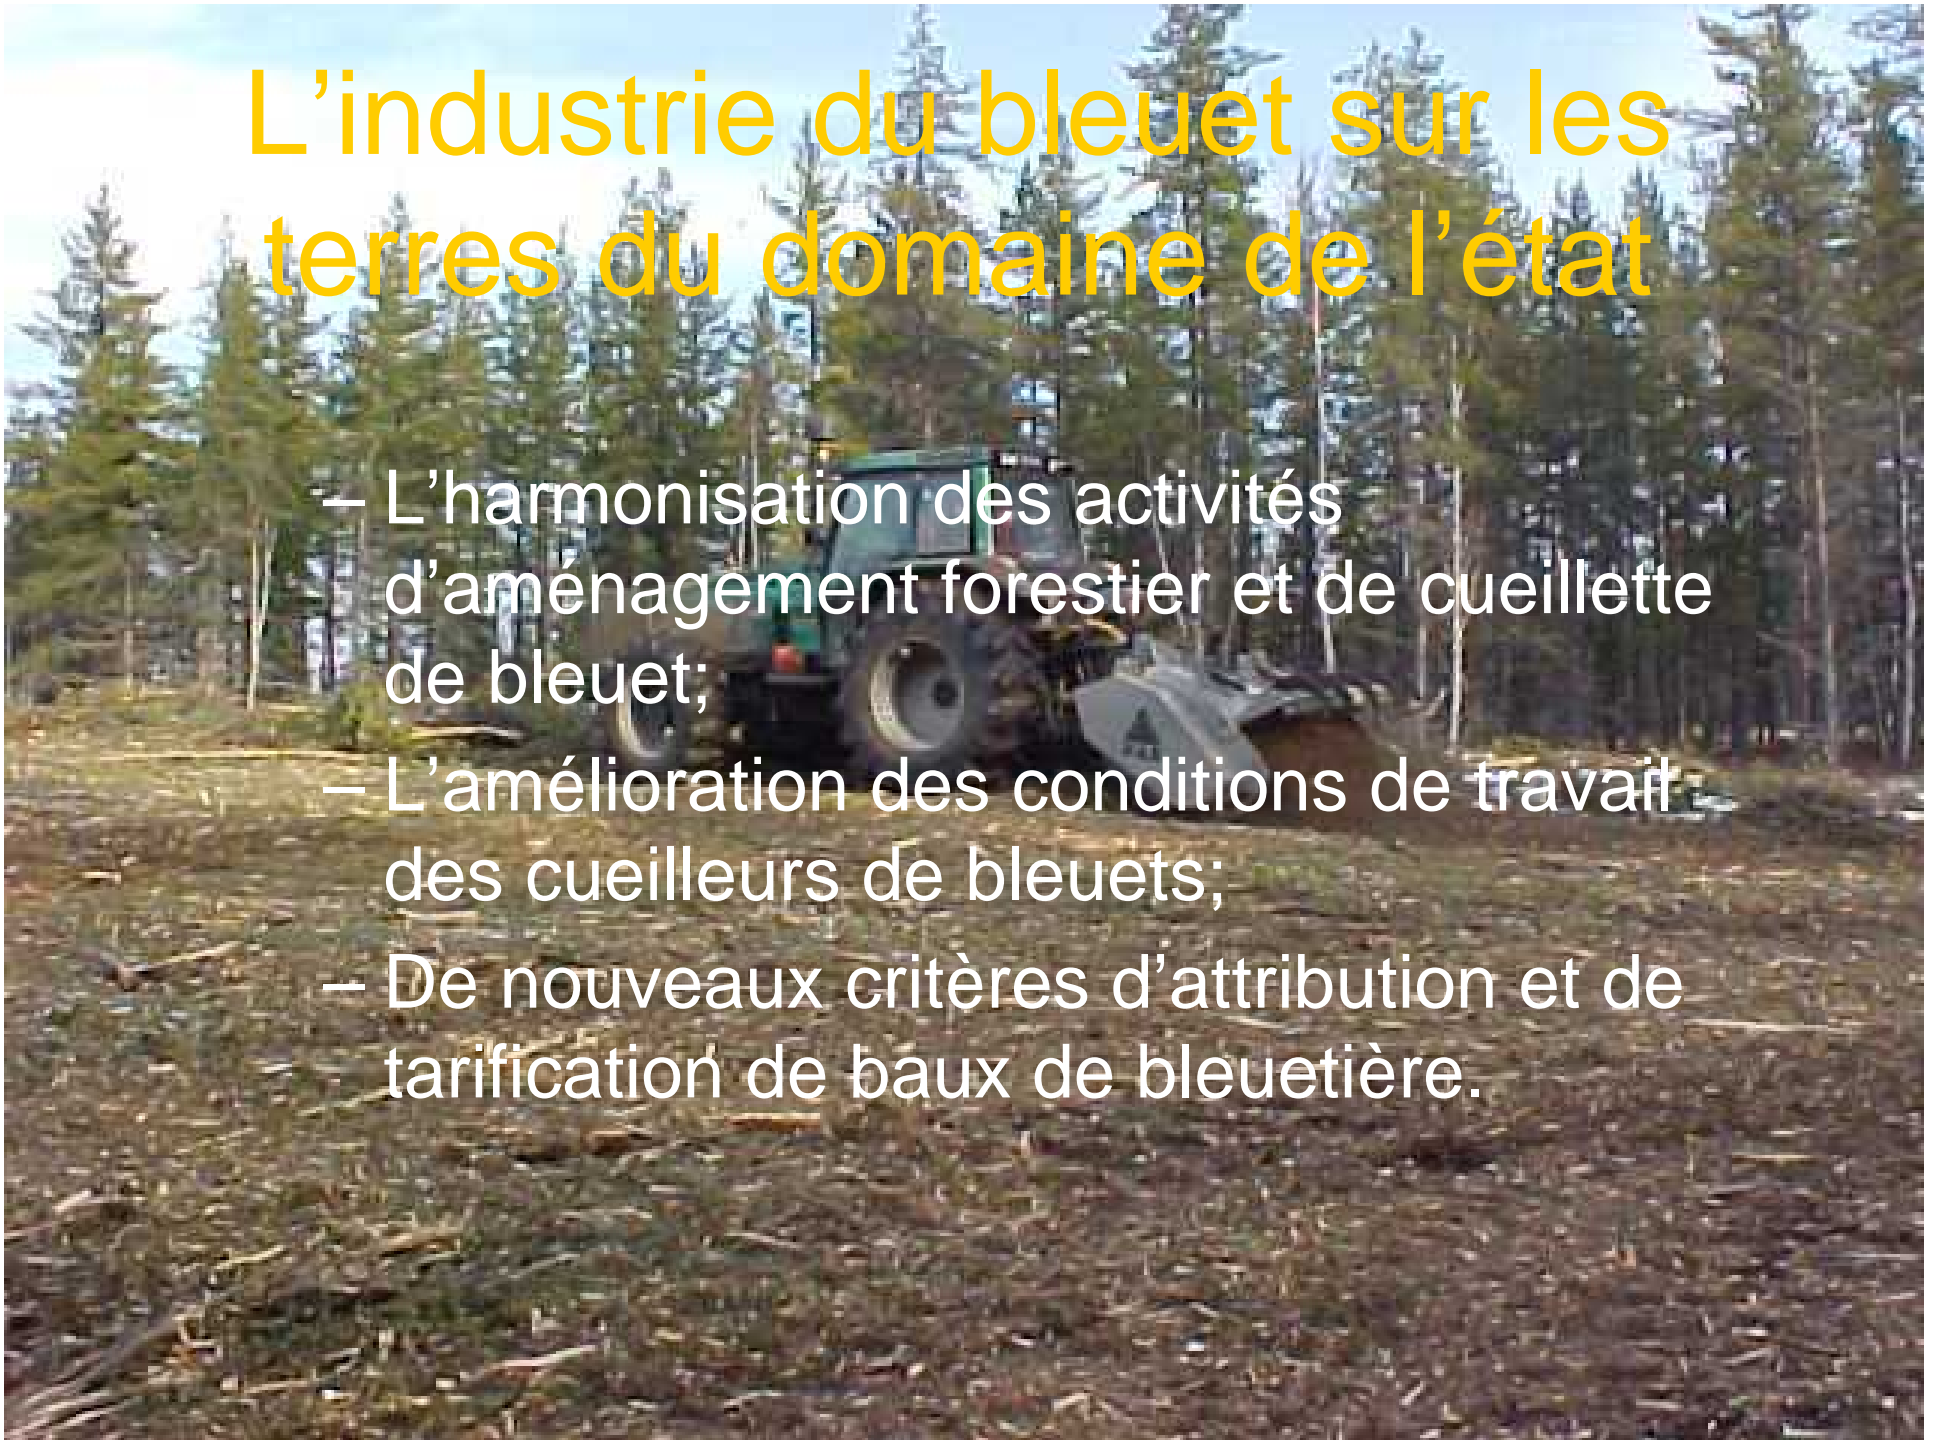 L’industrie du bleuet sur les
terres du domaine de l’état
– L’harmonisation des activités
d’aménagement forestier et de cueillette
de bleuet;
– L’amélioration des conditions de travail
des cueilleurs de bleuets;
– De nouveaux critères d’attribution et de
tarification de baux de bleuetière.